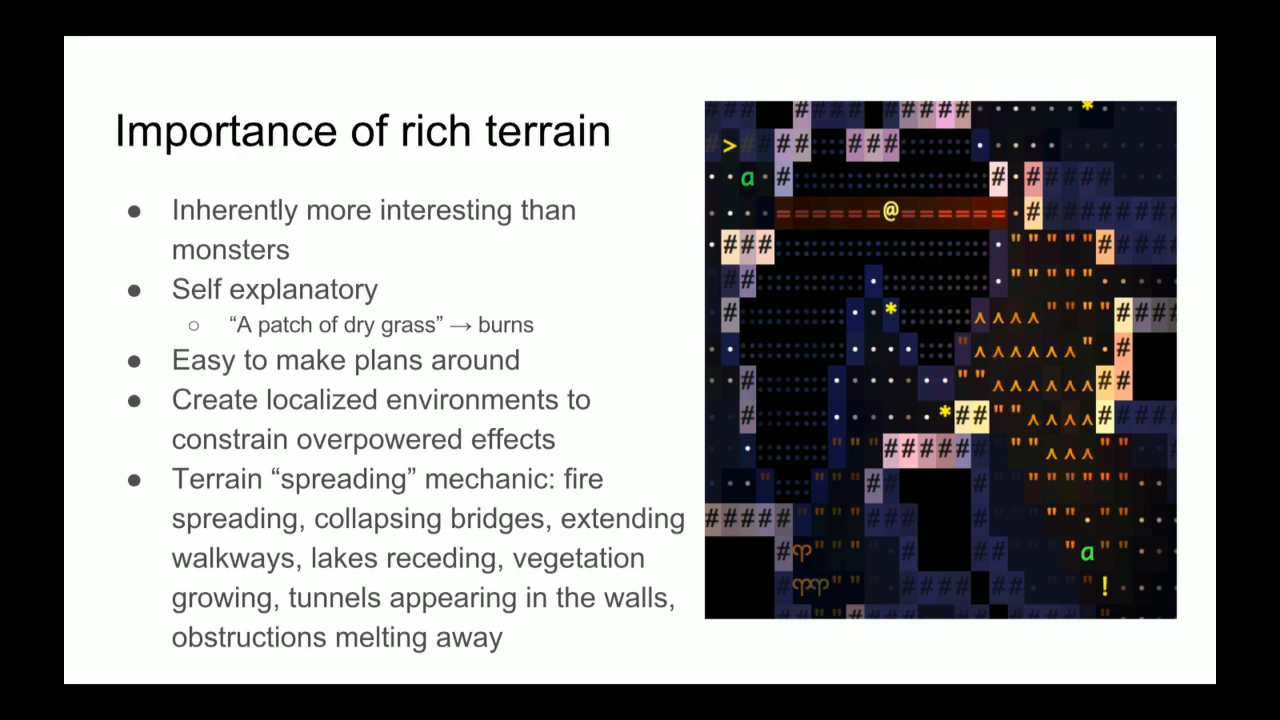 Importance of rich terrain
● Inherently more interesting than
monsters
● Self explanatory
○ “A patch of dry grass” → burns
● Easy to make plans around
● Create localized environments to
constrain overpowered effects
● Terrain “spreading” mechanic: fire
spreading, collapsing bridges, extending
walkways, lakes receding, vegetation
growing, tunnels appearing in the walls,
obstructions melting away